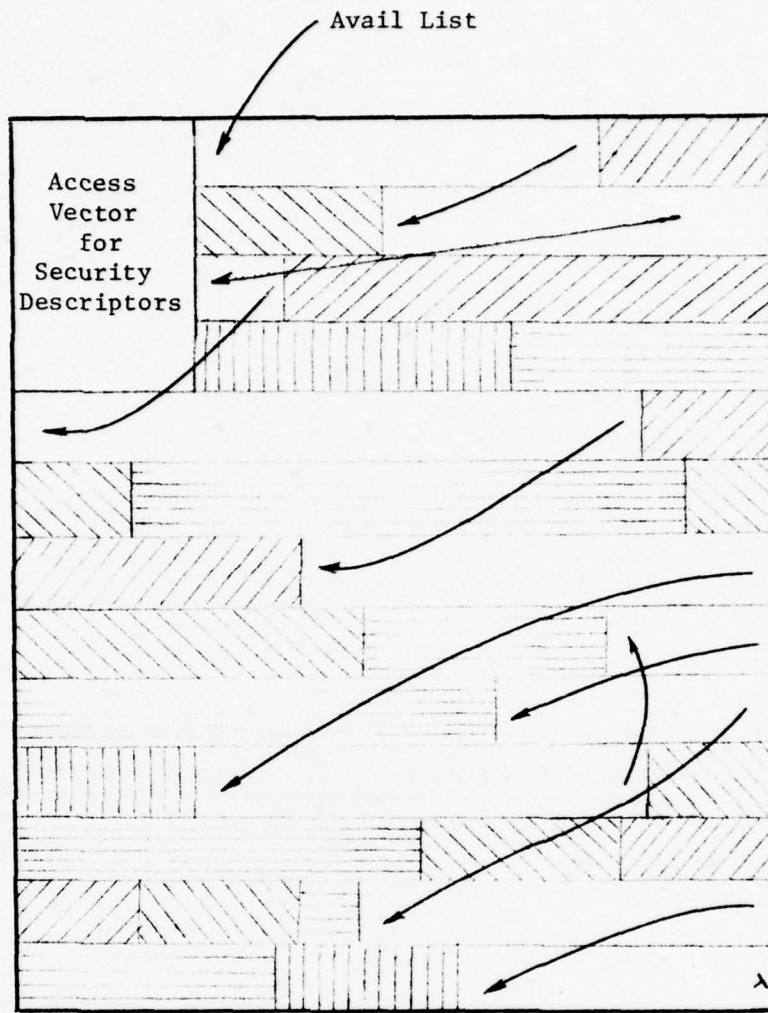 Avail List
Access
Vector
for
Security
Descriptors
λ